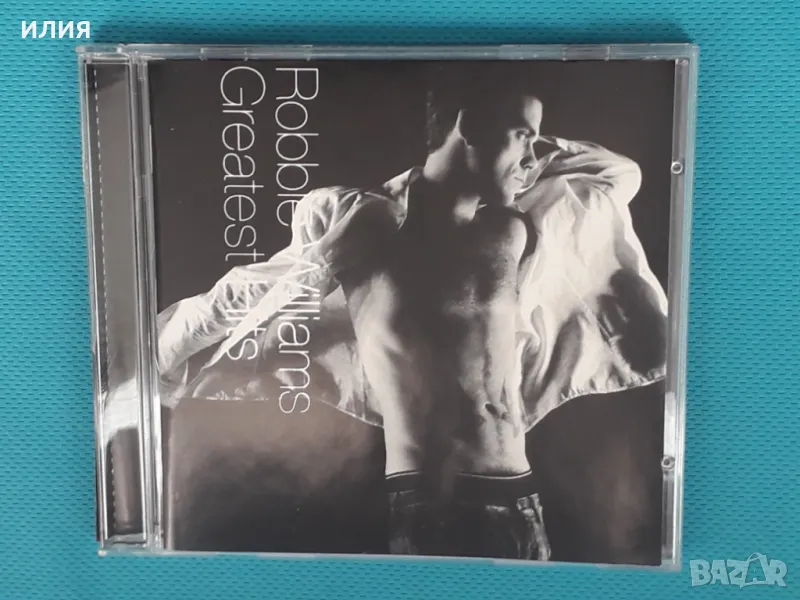 илия
Robbie Williams
Greatest Hits
BAZAR